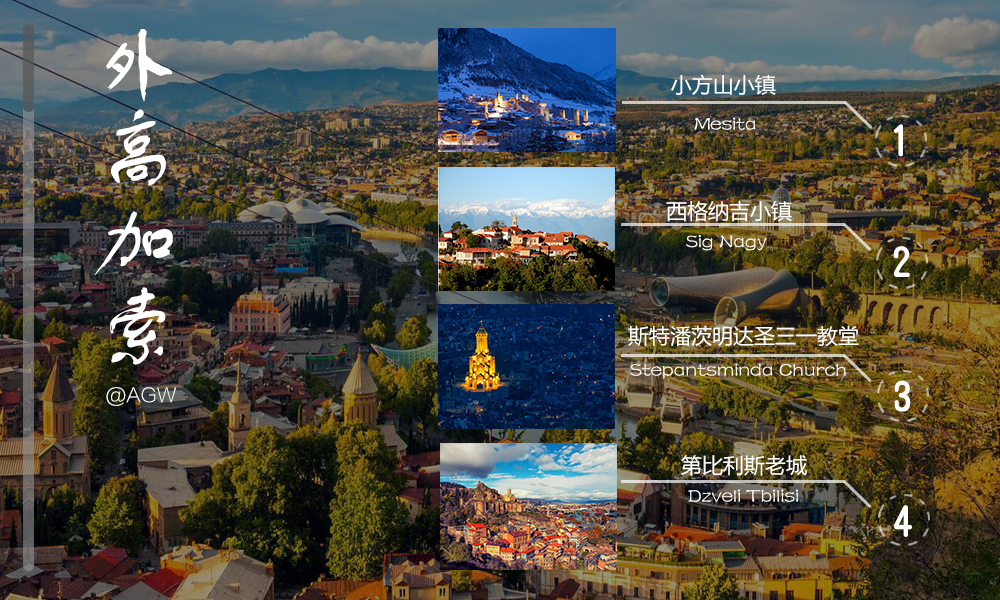 外高加索
@AGW
小方山小镇
Mesita
1
西格纳吉小镇
Sig Nagy
2
斯特潘茨明达圣三一教堂
Stepantsminda Church
3
第比利斯老城
Dzveli Tbilisi
4